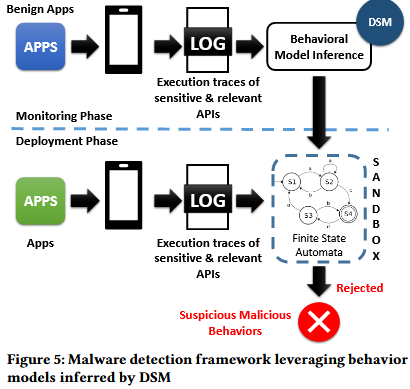 Benign Apps
DSM
APPS
LOG
Behavioral
Model Inference
Execution traces of
sensitive & relevant
APIs
Monitoring Phase
Deployment Phase
APPS
LOG
S1
S2
S3
S4
a
a
c
b
Finite State
Automata
SANDBOX
Apps
Execution traces of
sensitive & relevant
APIs
Rejected
Suspicious Malicious
Behaviors
Figure 5: Malware detection framework leveraging behavior
models inferred by DSM